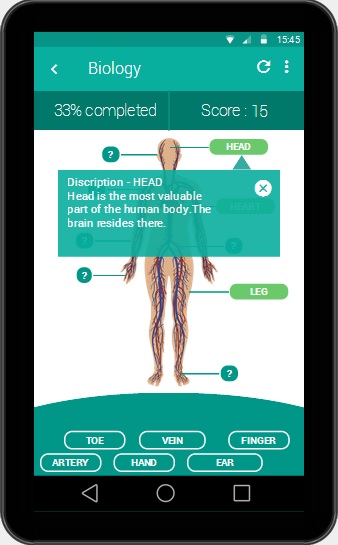 15:45
Biology
33% completed
Score : 15
?
HEAD
Discription - HEAD
Head is the most valuable
part of the human body.The
brain resides there.
HEART
?
?
?
?
LEG
?
TOE
VEIN
FINGER
ARTERY
HAND
EAR